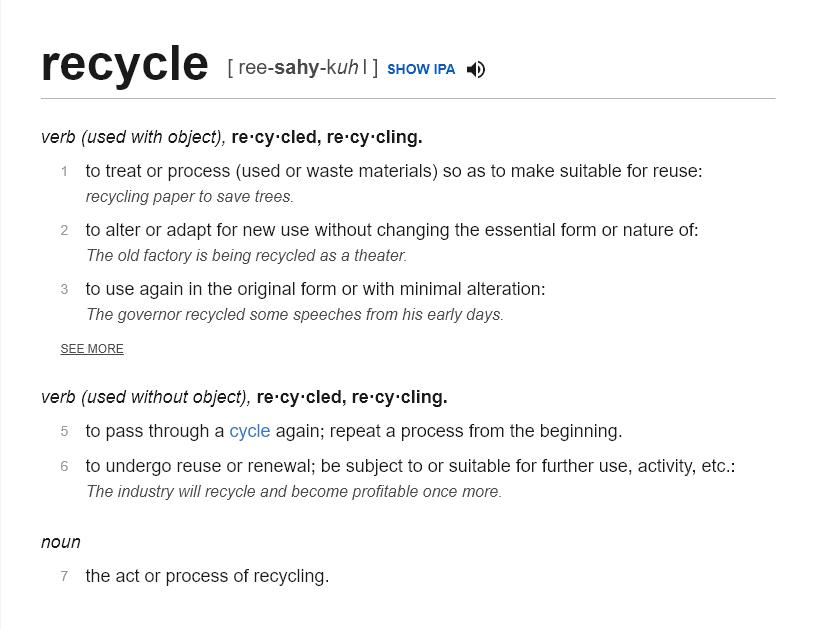 recycle [ ree-sahy-kuhl ] SHOW IPA
verb (used with object), re·cy·cled, re·cy·cling.
1 to treat or process (used or waste materials) so as to make suitable for reuse:
recycling paper to save trees.
2 to alter or adapt for new use without changing the essential form or nature of:
The old factory is being recycled as a theater.
3 to use again in the original form or with minimal alteration:
The governor recycled some speeches from his early days.
SEE MORE
verb (used without object), re·cy·cled, re·cy·cling.
5 to pass through a cycle again; repeat a process from the beginning.
6 to undergo reuse or renewal; be subject to or suitable for further use, activity, etc.:
The industry will recycle and become profitable once more.
noun
7 the act or process of recycling.